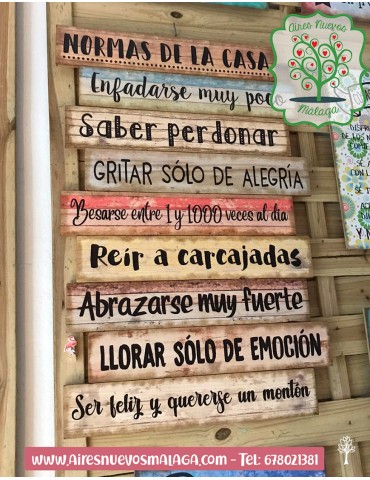 Aires Nuevos
Málaga
NORMAS DE LA CASA
Enfadarse muy poc
Saber perdonar
GRITAR SÓLO DE ALEGRÍA
Besarse entre 1 y 1000 veces al día
Reír a carcajadas
Abrazarse muy fuerte
LLORAR SÓLO DE EMOCIÓN
Ser feliz y quererse un montón
www.Airesnuevosmalaga.com - Tel: 678021381